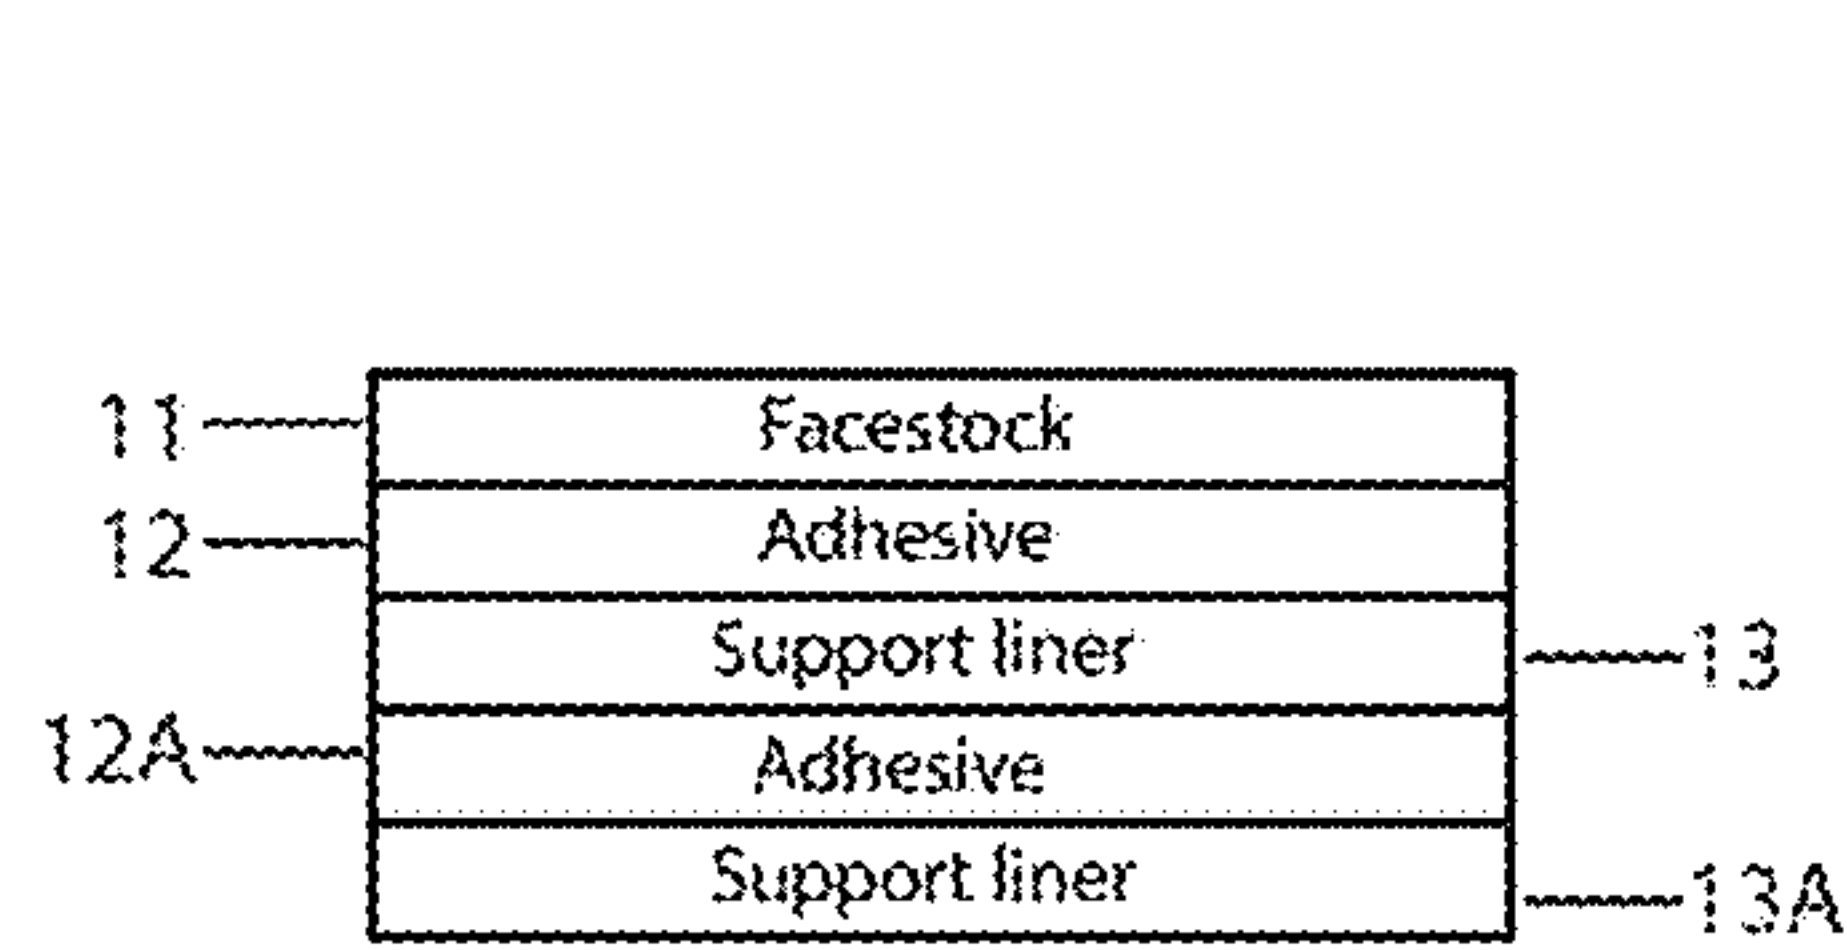 11 Facestock
12 Adhesive
Support liner 13
12A Adhesive
Support liner 13A